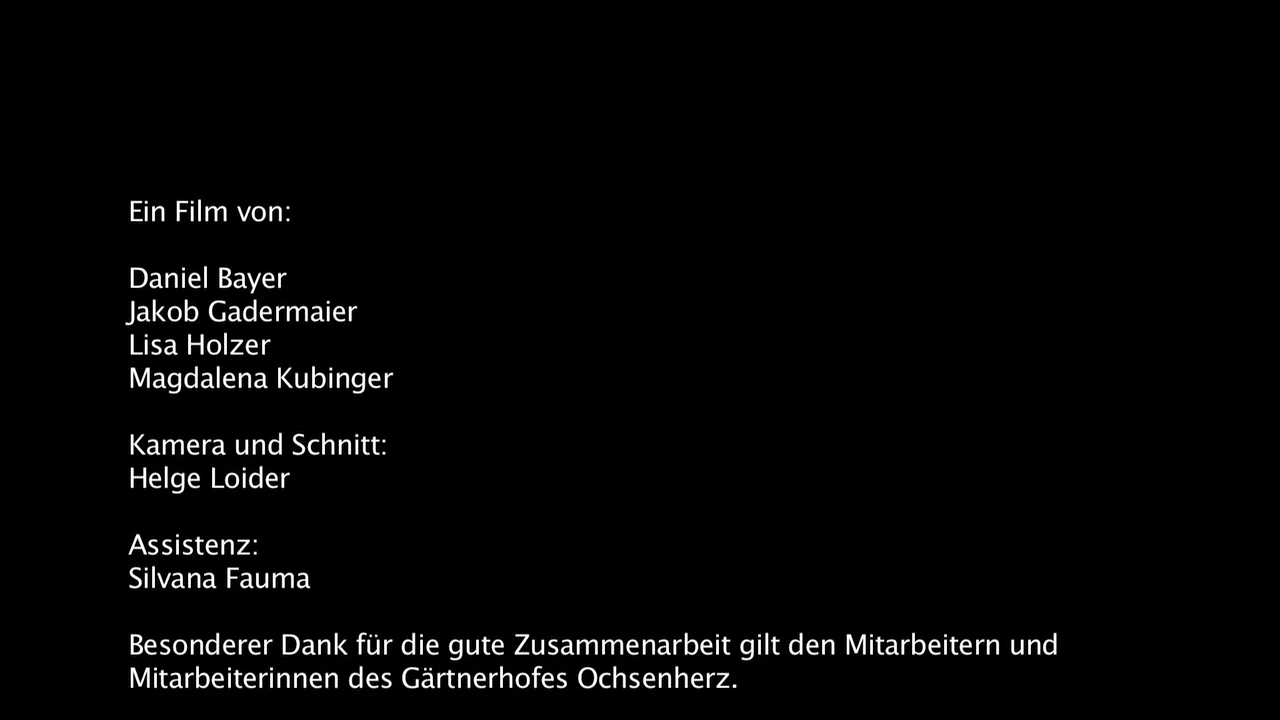 Ein Film von:
Daniel Bayer
Jakob Gadermaier
Lisa Holzer
Magdalena Kubinger
Kamera und Schnitt:
Helge Loider
Assistenz:
Silvana Fauma
Besonderer Dank für die gute Zusammenarbeit gilt den Mitarbeitern und
Mitarbeiterinnen des Gärtnerhofes Ochsenherz.